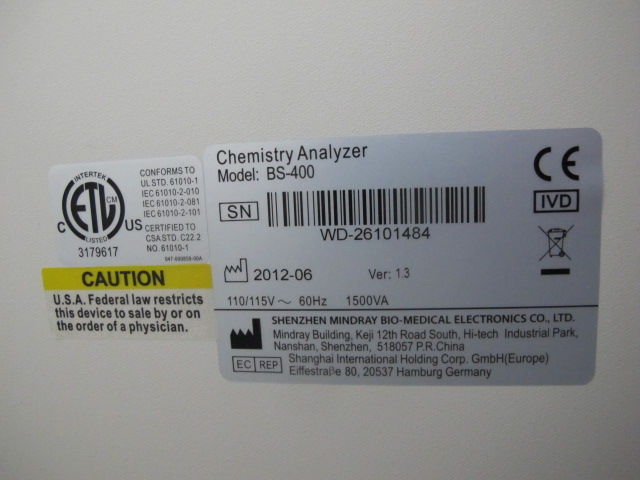 INTERTEK
ETL CM
LISTED
C US
3179617
CONFORMS TO
UL STD. 61010-1
IEC 61010-2-010
IEC 61010-2-081
IEC 61010-2-101
CERTIFIED TO
CSA STD. C22.2
NO. 61010-1
CAUTION
U.S.A. Federal law restricts
this device to sale by or on
the order of a physician.
Chemistry Analyzer
Model: BS-400
SN
WD-26101484
2012-06 Ver: 1.3
110/115V ~ 60Hz 1500VA
CE
IVD
SHENZHEN MINDRAY BIO-MEDICAL ELECTRONICS CO., LTD.
Mindray Building, Keji 12th Road South, Hi-tech Industrial Park,
Nanshan, Shenzhen, 518057 P.R.China
EC REP
Shanghai International Holding Corp. GmbH(Europe)
Eiffestraße 80, 20537 Hamburg Germany